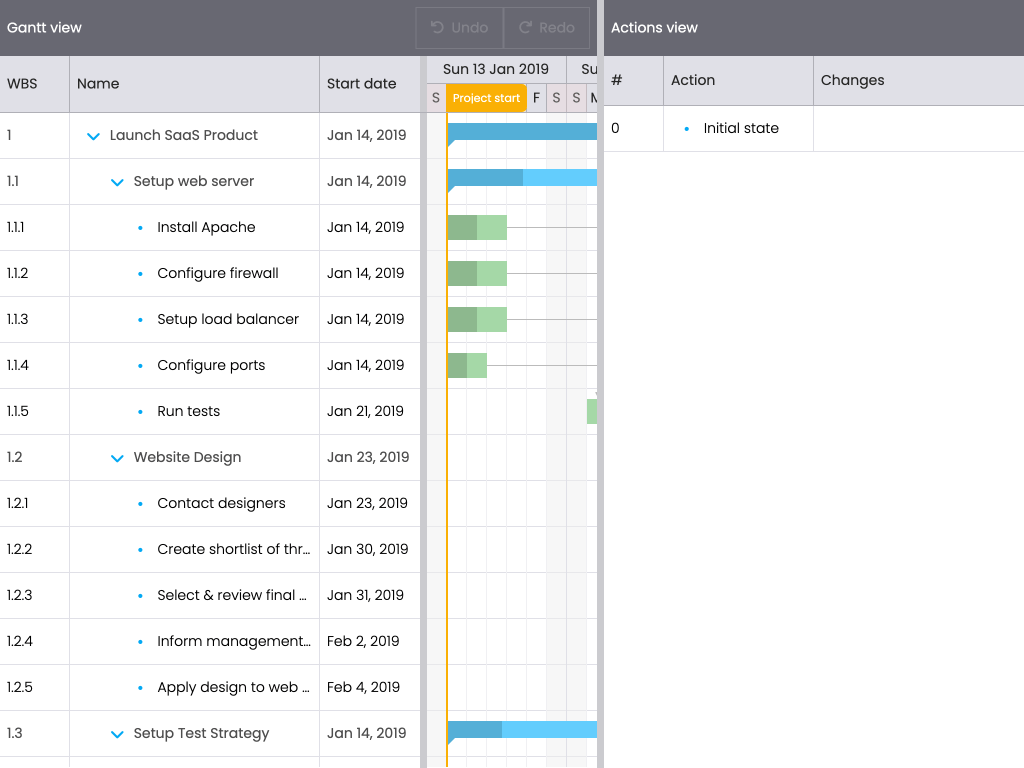 Gantt view
Undo
Redo
Actions view
WBS
Name
Start date
Sun 13 Jan 2019
Su
S
Project start
F
S
S
M
#
Action
Changes
1
Launch SaaS Product
Jan 14, 2019
0
Initial state
1.1
Setup web server
Jan 14, 2019
1.1.1
Install Apache
Jan 14, 2019
1.1.2
Configure firewall
Jan 14, 2019
1.1.3
Setup load balancer
Jan 14, 2019
1.1.4
Configure ports
Jan 14, 2019
1.1.5
Run tests
Jan 21, 2019
1.2
Website Design
Jan 23, 2019
1.2.1
Contact designers
Jan 23, 2019
1.2.2
Create shortlist of thr...
Jan 30, 2019
1.2.3
Select & review final ...
Jan 31, 2019
1.2.4
Inform management...
Feb 2, 2019
1.2.5
Apply design to web ...
Feb 4, 2019
1.3
Setup Test Strategy
Jan 14, 2019